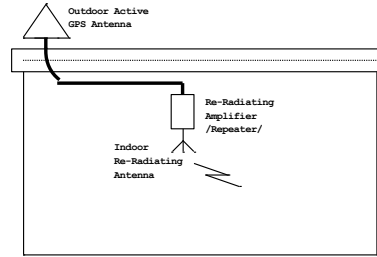 Outdoor Active
GPS Antenna
Re-Radiating
Amplifier
/Repeater/
Indoor
Re-Radiating
Antenna